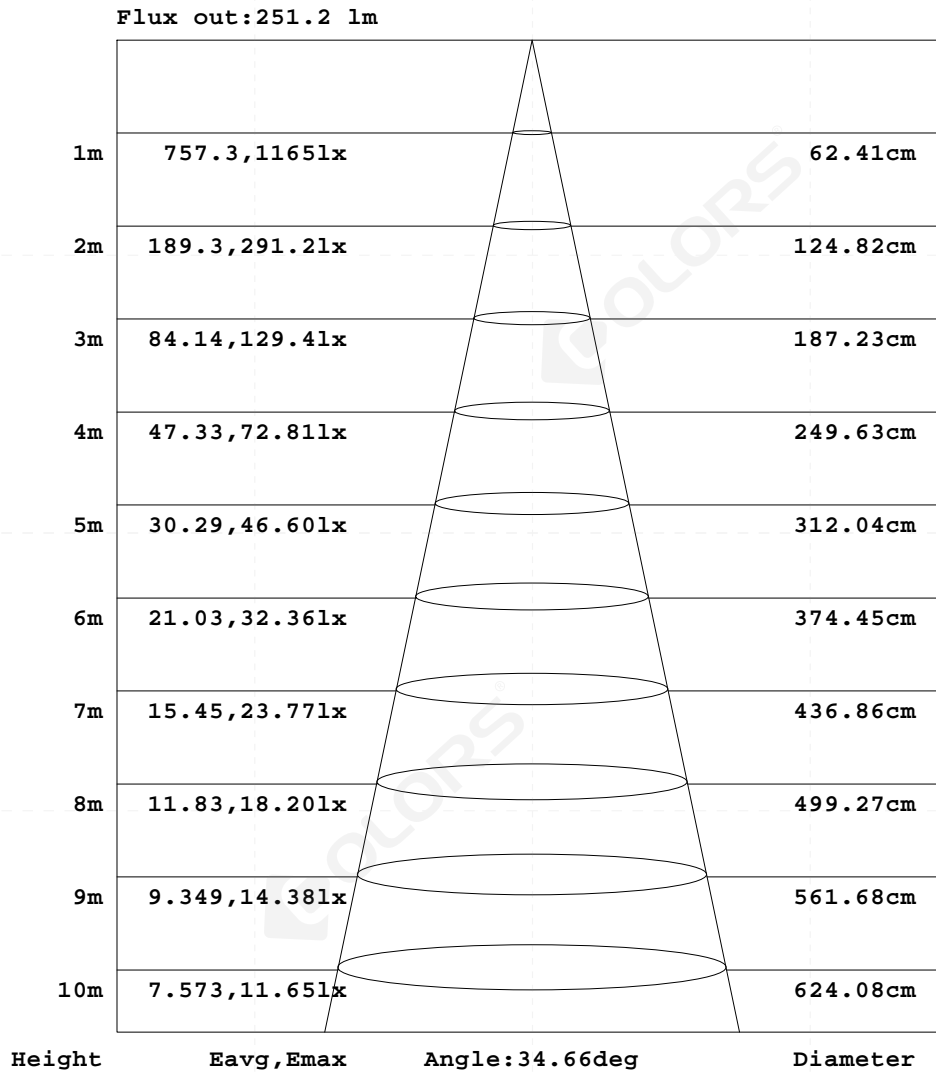 Flux out:251.2 lm
1m 757.3,1165lx 62.41cm
2m 189.3,291.2lx 124.82cm
3m 84.14,129.4lx 187.23cm
4m 47.33,72.81lx 249.63cm
5m 30.29,46.60lx 312.04cm
6m 21.03,32.36lx 374.45cm
7m 15.45,23.77lx 436.86cm
8m 11.83,18.20lx 499.27cm
9m 9.349,14.38lx 561.68cm
10m 7.573,11.65lx 624.08cm
Height Eavg,Emax Angle:34.66deg Diameter
COLORS®
COLORS®